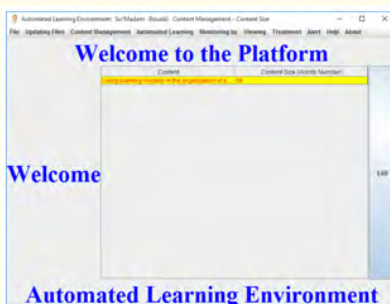 Automated Learning Environment: Sir/Madam : Bousidi : Content Management - Content Size
File Updating Files Content Management Automated Learning Monitoring by Viewing Treatment Alert Help About
Welcome to the Platform
Content Content Size (Words Number)
Using learning models in the organization of
Welcome
Edit
Automated Learning Environment